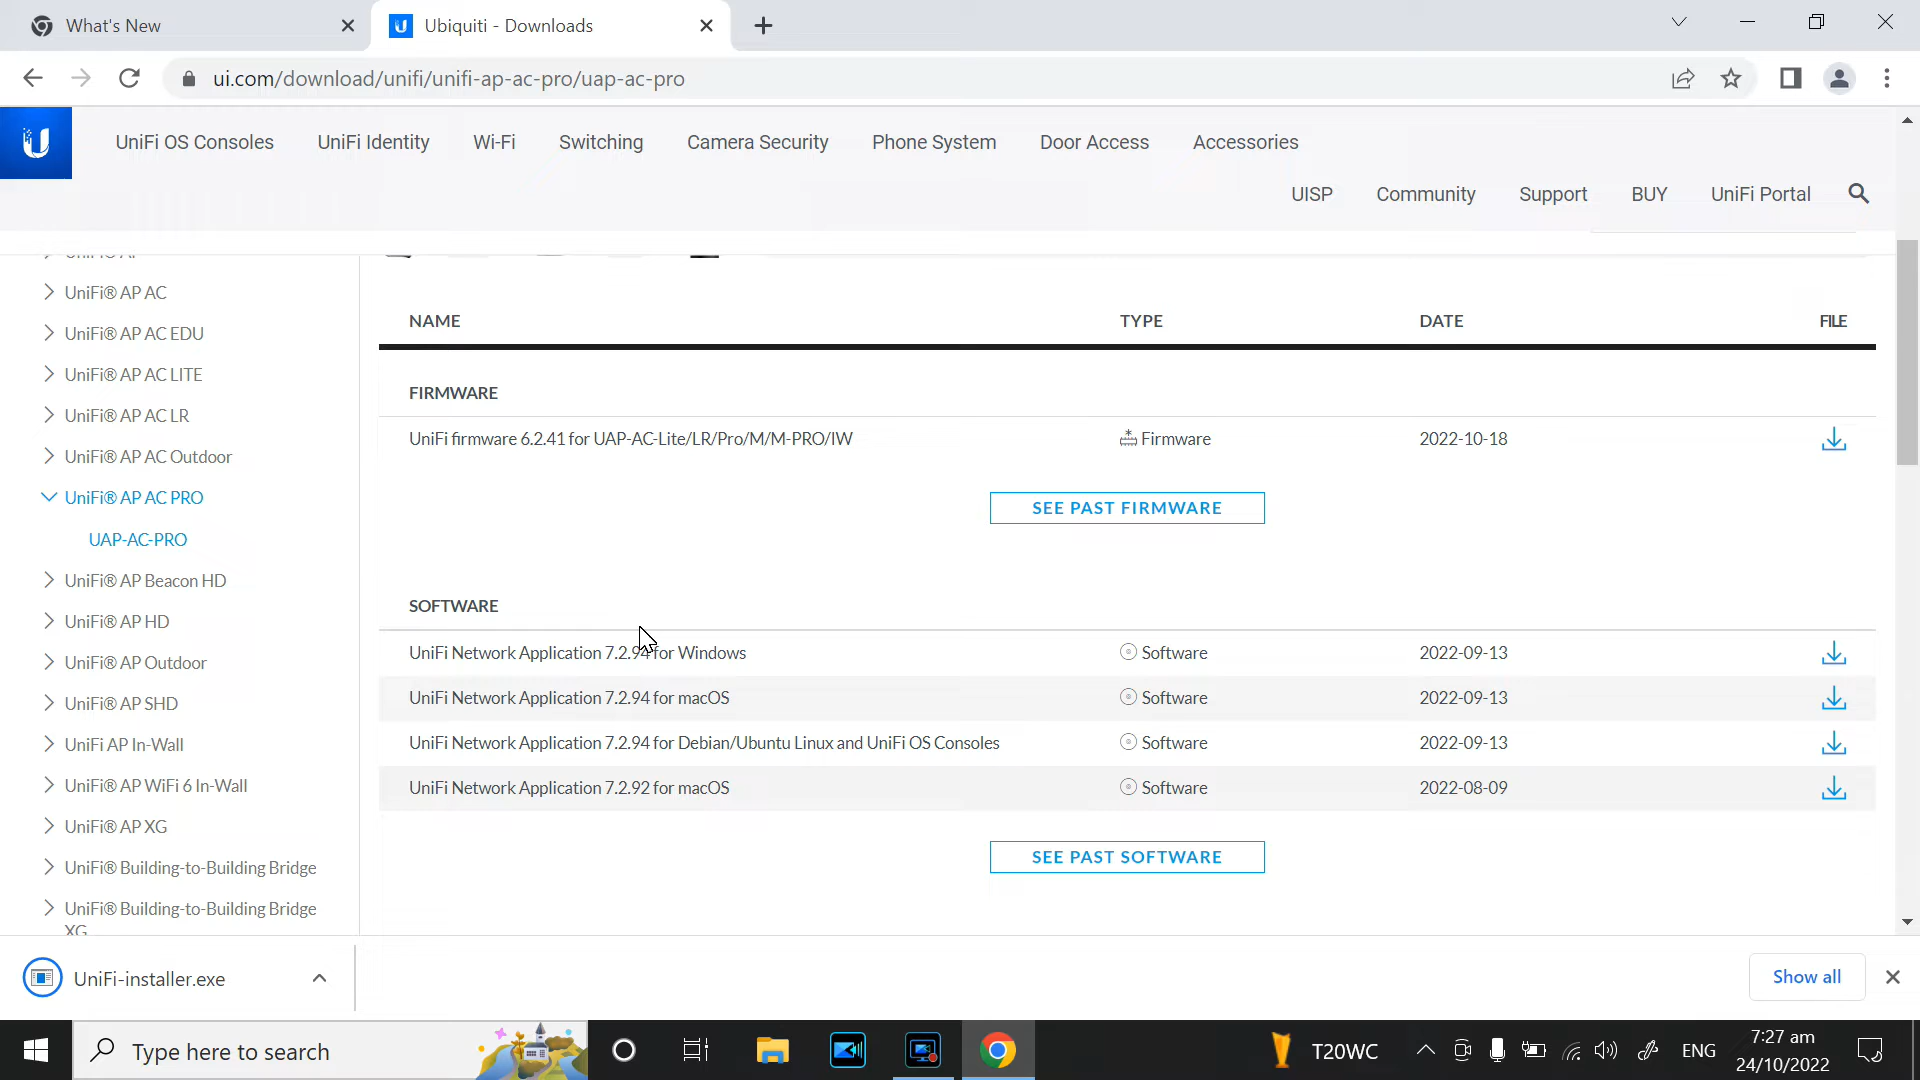 What's New
Ubiquiti - Downloads
ui.com/download/unifi/unifi-ap-ac-pro/uap-ac-pro
UniFi OS Consoles UniFi Identity Wi-Fi Switching Camera Security Phone System Door Access Accessories
UISP Community Support BUY UniFi Portal
UniFi® AP AC
UniFi® AP AC EDU
UniFi® AP AC LITE
UniFi® AP AC LR
UniFi® AP AC Outdoor
UniFi® AP AC PRO
UAP-AC-PRO
UniFi® AP Beacon HD
UniFi® AP HD
UniFi® AP Outdoor
UniFi® AP SHD
UniFi AP In-Wall
UniFi® AP WiFi 6 In-Wall
UniFi® AP XG
UniFi® Building-to-Building Bridge
UniFi® Building-to-Building Bridge
XG
NAME TYPE DATE FILE
FIRMWARE
UniFi firmware 6.2.41 for UAP-AC-Lite/LR/Pro/M/M-PRO/IW Firmware 2022-10-18
SEE PAST FIRMWARE
SOFTWARE
UniFi Network Application 7.2.94 for Windows Software 2022-09-13
UniFi Network Application 7.2.94 for macOS Software 2022-09-13
UniFi Network Application 7.2.94 for Debian/Ubuntu Linux and UniFi OS Consoles Software 2022-09-13
UniFi Network Application 7.2.92 for macOS Software 2022-08-09
SEE PAST SOFTWARE
UniFi-installer.exe
Show all
Type here to search
T20WC
ENG
7:27 am
24/10/2022